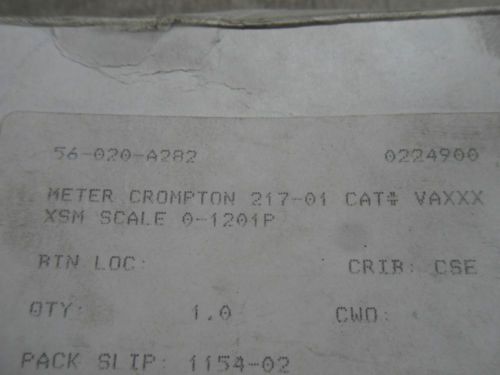 56-020-A282 0224900
METER CROMPTON 217-01 CAT# VAXXX
XSM SCALE 0-1201P
BIN LOC: CRIB: CSE
QTY: 1.0 CWO:
PACK SLIP: 1154-02